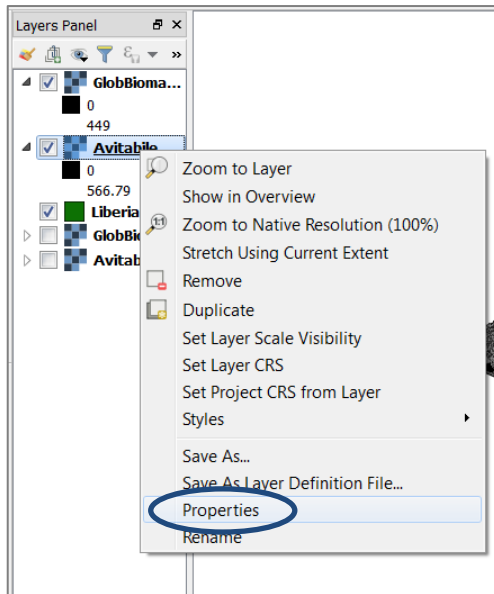 Layers Panel
GlobBioma...
0
449
Avitabile
0
566.79
Liberia
GlobBi
Avitab
Zoom to Layer
Show in Overview
Zoom to Native Resolution (100%)
Stretch Using Current Extent
Remove
Duplicate
Set Layer Scale Visibility
Set Layer CRS
Set Project CRS from Layer
Styles
Save As...
Save As Layer Definition File...
Properties
Rename